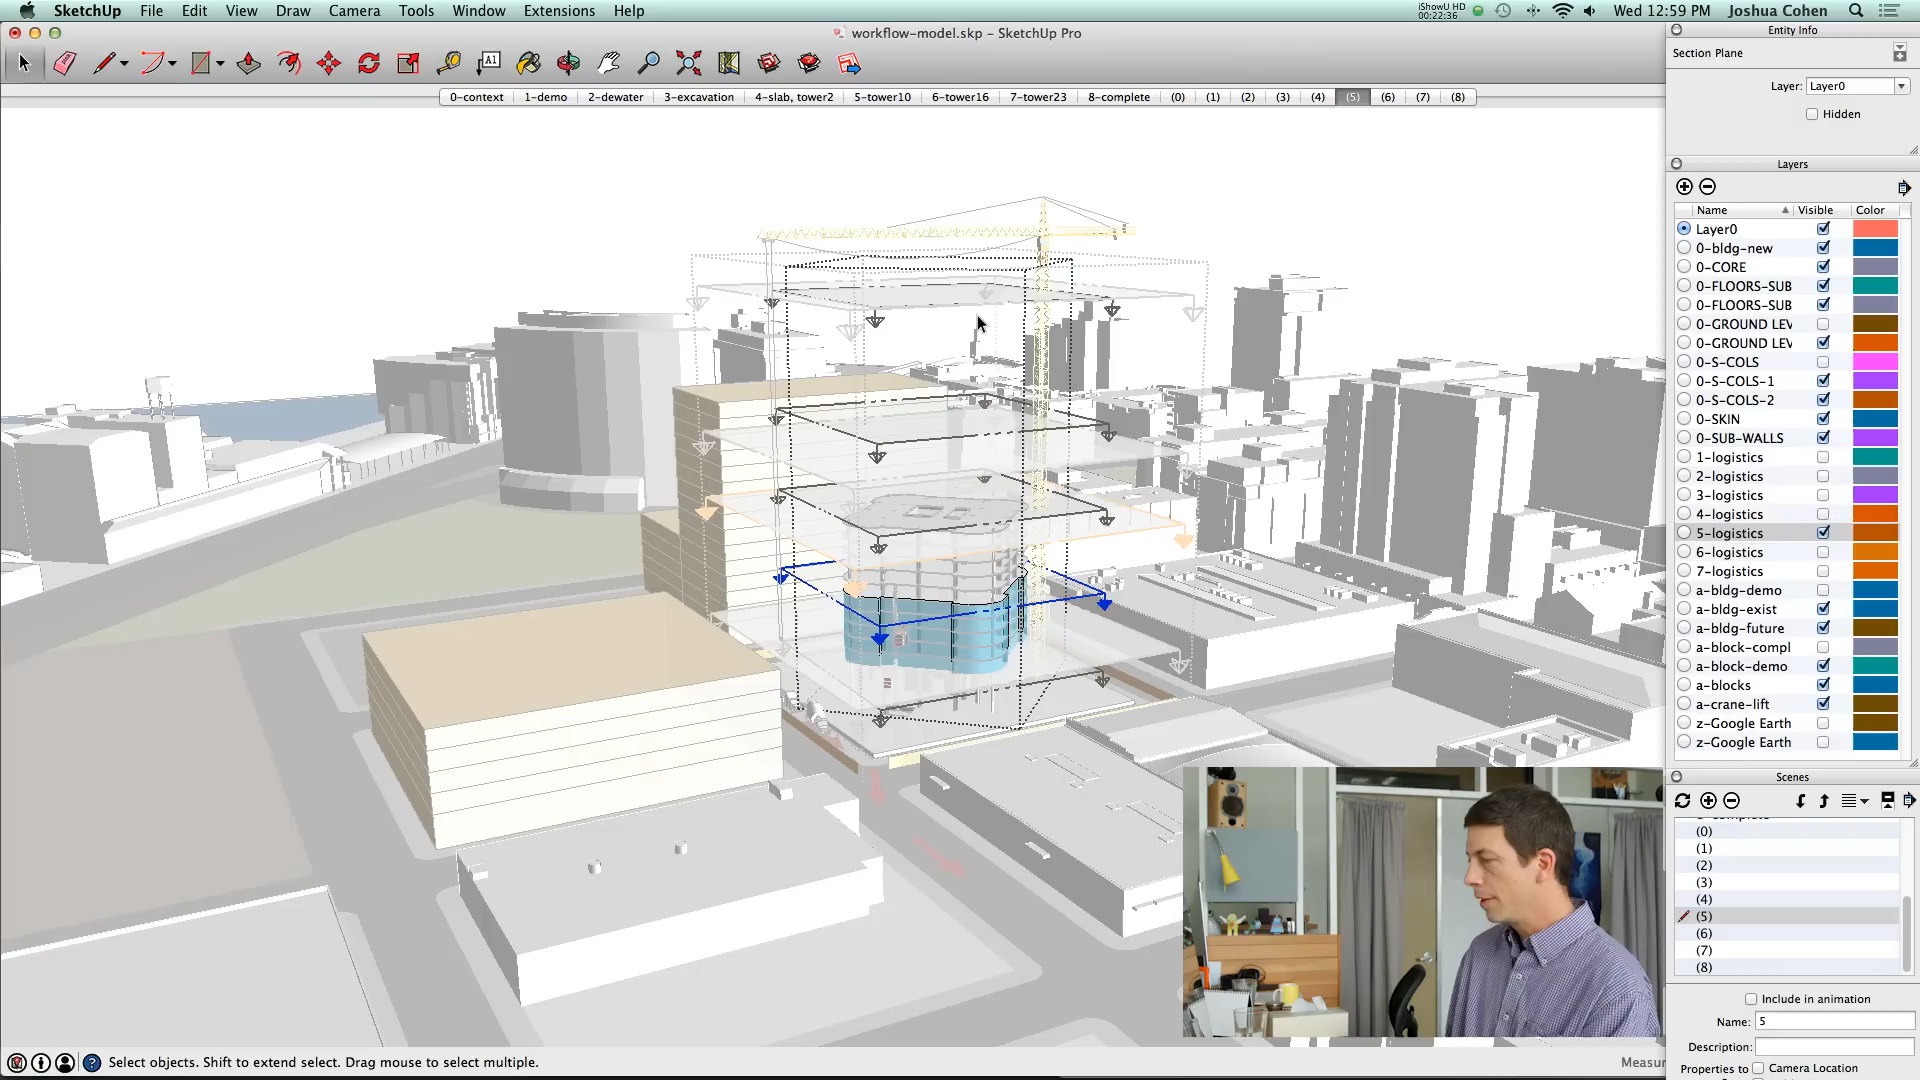 SketchUp File Edit View Draw Camera Tools Window Extensions Help iShowU HD 00:22:36 Wed 12:59 PM Joshua Cohen
workflow-model.skp - SketchUp Pro
A1
0-context 1-demo 2-dewater 3-excavation 4-slab, tower2 5-tower10 6-tower16 7-tower23 8-complete (0) (1) (2) (3) (4) (5) (6) (7) (8)
Entity Info
Section Plane
Layer: Layer0
Hidden
Layers
Name Visible Color
Layer0
0-bldg-new
0-CORE
0-FLOORS-SUB
0-FLOORS-SUB
0-GROUND LEV
0-GROUND LEV
0-S-COLS
0-S-COLS-1
0-S-COLS-2
0-SKIN
0-SUB-WALLS
1-logistics
2-logistics
3-logistics
4-logistics
5-logistics
6-logistics
7-logistics
a-bldg-demo
a-bldg-exist
a-bldg-future
a-block-compl
a-block-demo
a-blocks
a-crane-lift
z-Google Earth
z-Google Earth
Scenes
(0)
(1)
(2)
(3)
(4)
(5)
(6)
(7)
(8)
Include in animation
Name: 5
Description:
Properties to Camera Location
Select objects. Shift to extend select. Drag mouse to select multiple.
Measur